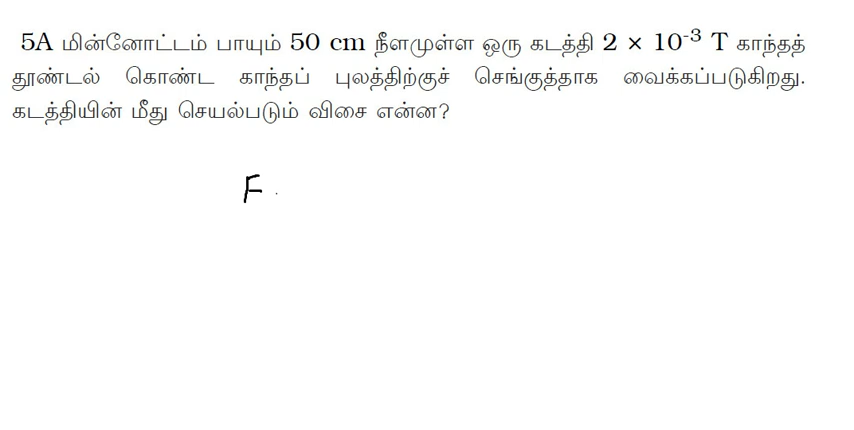 5A மின்னோட்டம் பாயும் 50 cm நீளமுள்ள ஒரு கடத்தி 2 × 10⁻³ T காந்தத்
தூண்டல் கொண்ட காந்தப் புலத்திற்குச் செங்குத்தாக வைக்கப்படுகிறது.
கடத்தியின் மீது செயல்படும் விசை என்ன?
F